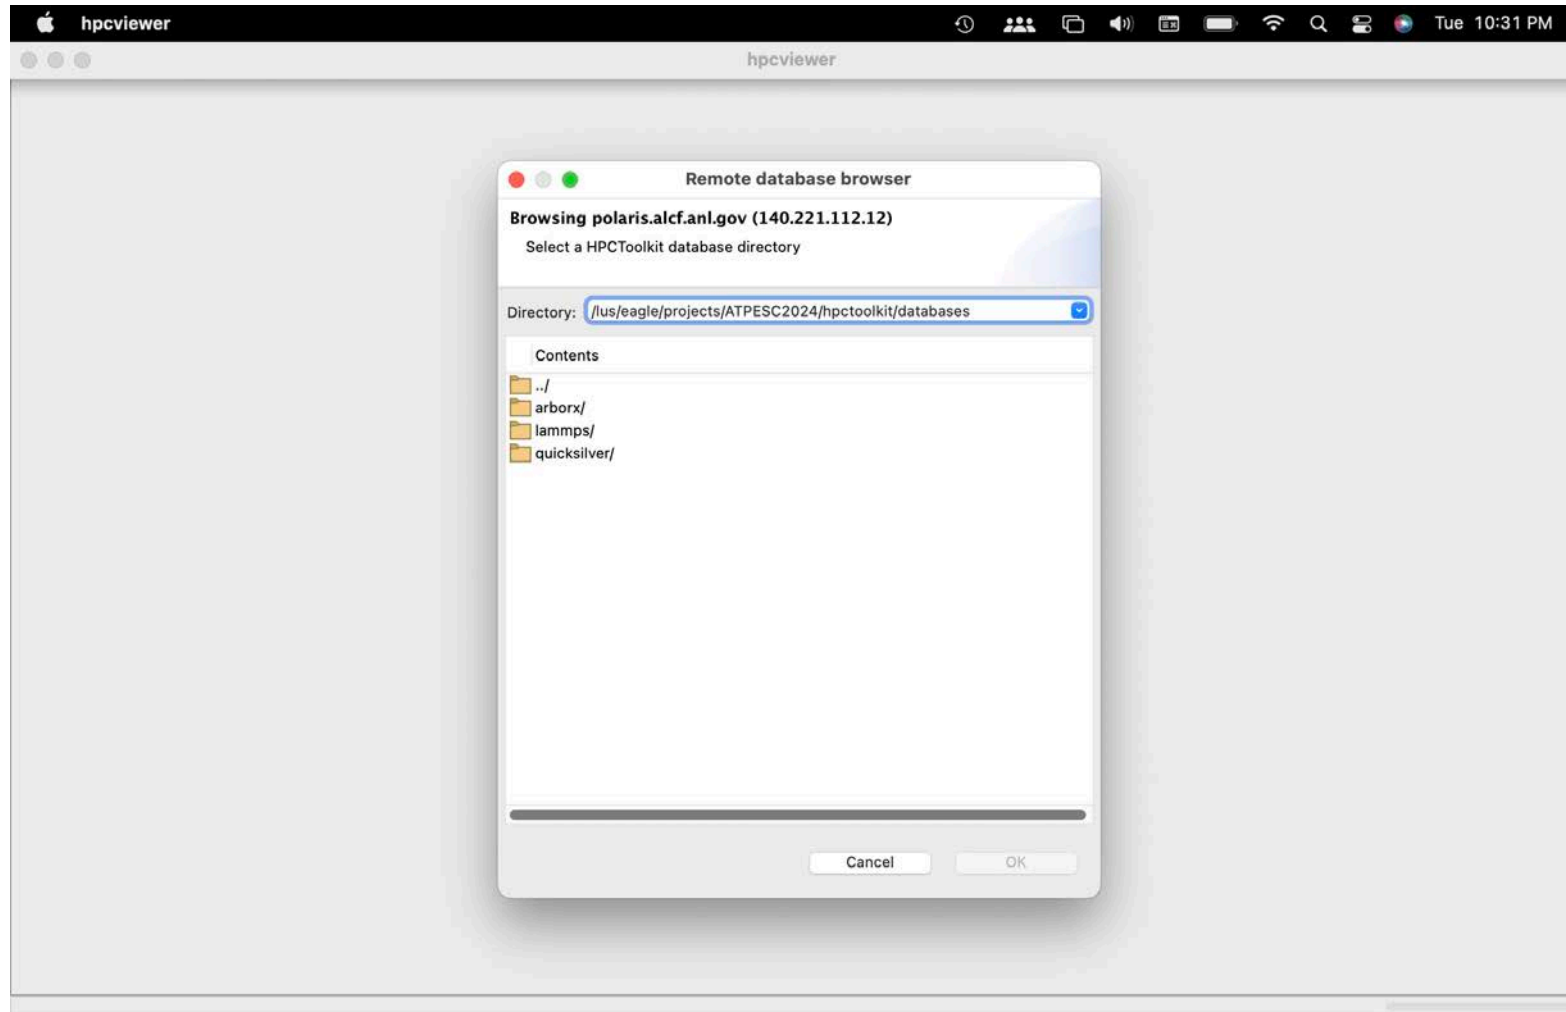 hpcviewer
Tue 10:31 PM
hpcviewer
Remote database browser
Browsing polaris.alcf.anl.gov (140.221.112.12)
Select a HPCToolkit database directory
Directory: /lus/eagle/projects/ATPESC2024/hpctoolkit/databases
Contents
../
arborx/
lammps/
quicksilver/
Cancel OK